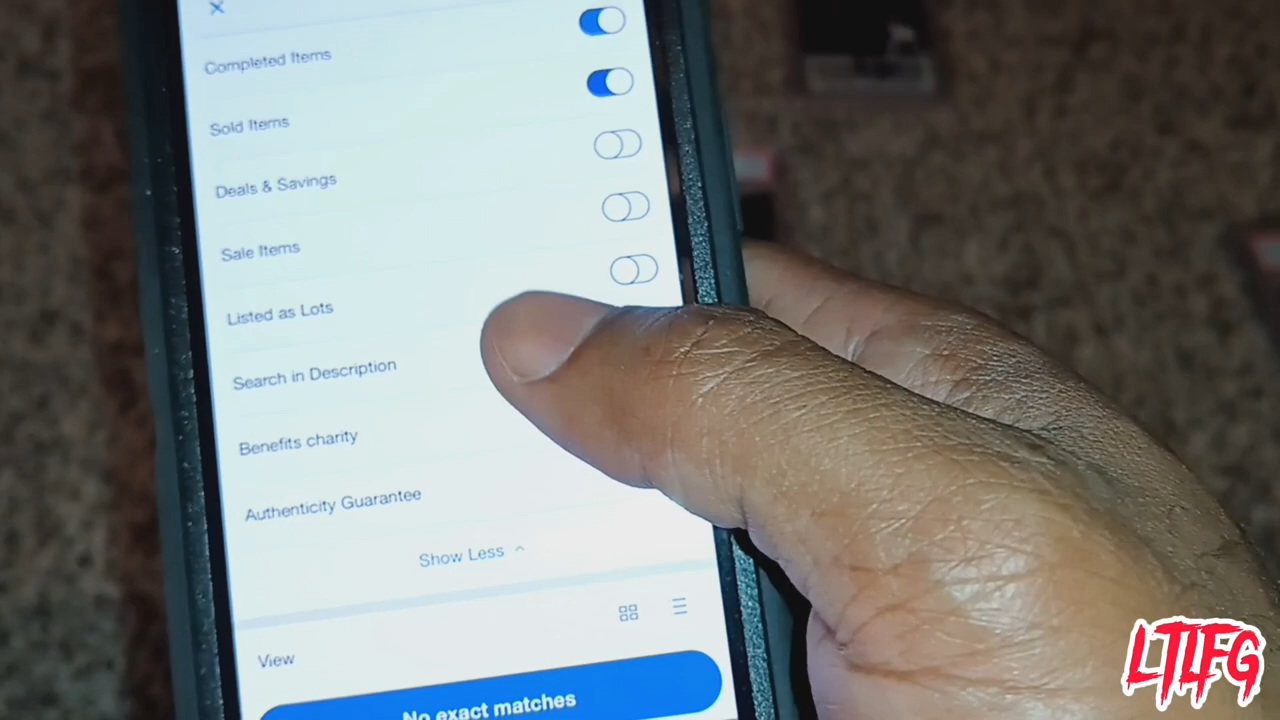 Completed Items
Sold Items
Deals & Savings
Sale Items
Listed as Lots
Search in Description
Benefits charity
Authenticity Guarantee
Show Less
View
No exact matches
LTLFG